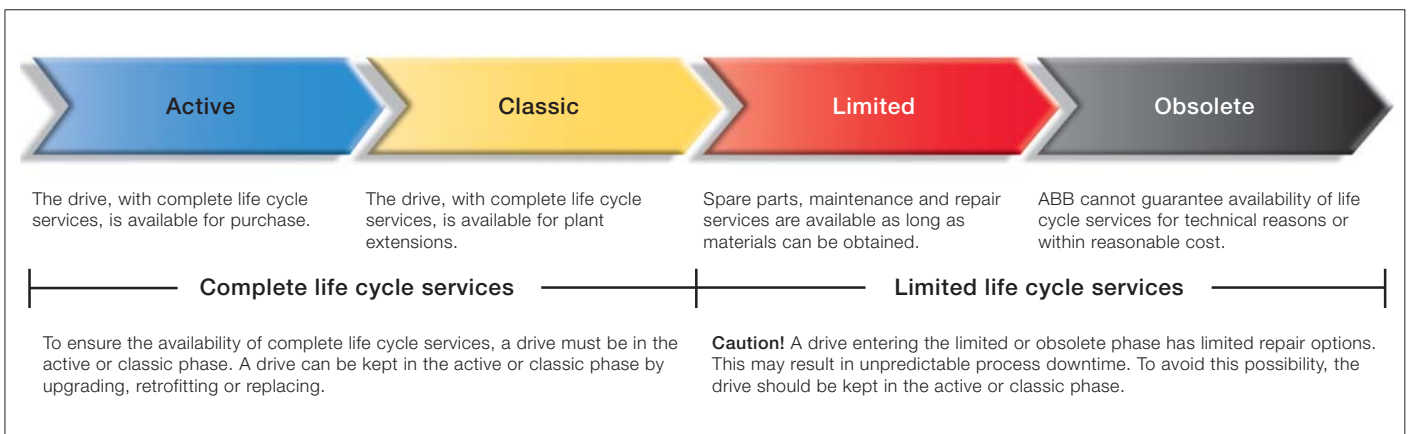 Active
Classic
Limited
Obsolete
The drive, with complete life cycle
services, is available for purchase.
The drive, with complete life cycle
services, is available for plant
extensions.
Spare parts, maintenance and repair
services are available as long as
materials can be obtained.
ABB cannot guarantee availability of life
cycle services for technical reasons or
within reasonable cost.
Complete life cycle services
Limited life cycle services
To ensure the availability of complete life cycle services, a drive must be in the
active or classic phase. A drive can be kept in the active or classic phase by
upgrading, retrofitting or replacing.
Caution! A drive entering the limited or obsolete phase has limited repair options.
This may result in unpredictable process downtime. To avoid this possibility, the
drive should be kept in the active or classic phase.